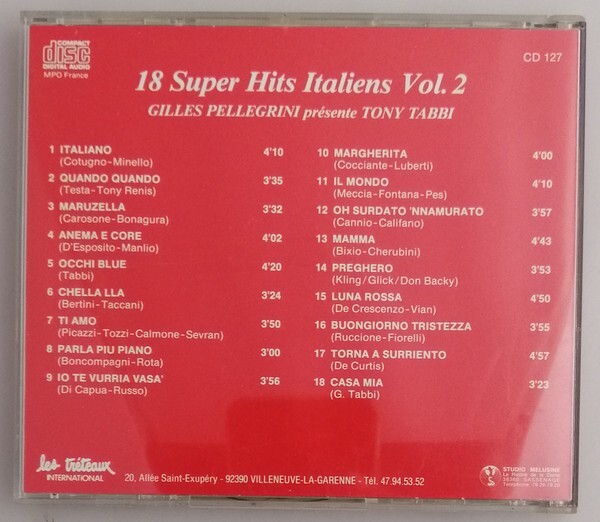 COMPACT
disc
DIGITAL AUDIO
MPO France
CD 127
18 Super Hits Italiens Vol. 2
GILLES PELLEGRINI présente TONY TABBI
1 ITALIANO 4'10
(Cotugno-Minello)
2 QUANDO QUANDO 3'35
(Testa-Tony Renis)
3 MARUZELLA 3'32
(Carosone-Bonagura)
4 ANEMA E CORE 4'02
(D'Esposito-Manlio)
5 OCCHI BLUE 4'20
(Tabbi)
6 CHELLA LLA 3'24
(Bertini-Taccani)
7 TI AMO 3'50
(Picazzi-Tozzi-Calmone-Sevran)
8 PARLA PIU PIANO 3'00
(Boncompagni-Rota)
9 IO TE VURRIA VASA' 3'56
(Di Capua-Russo)
10 MARGHERITA 4'00
(Cocciante-Luberti)
11 IL MONDO 4'10
(Meccia-Fontana-Pes)
12 OH SURDATO 'NNAMURATO 3'57
(Cannio-Califano)
13 MAMMA 4'43
(Bixio-Cherubini)
14 PREGHERO 3'53
(Kling/Glick/Don Backy)
15 LUNA ROSSA 4'50
(De Crescenzo-Vian)
16 BUONGIORNO TRISTEZZA 3'55
(Ruccione-Fiorelli)
17 TORNA A SURRIENTO 4'57
(De Curtis)
18 CASA MIA 3'23
(G. Tabbi)
les tréteaux
INTERNATIONAL
20, Allée Saint-Exupéry - 92390 VILLENEUVE-LA-GARENNE - Tél. 47.94.53.52
STUDIO MELUSINE
38360 SASSENAGE